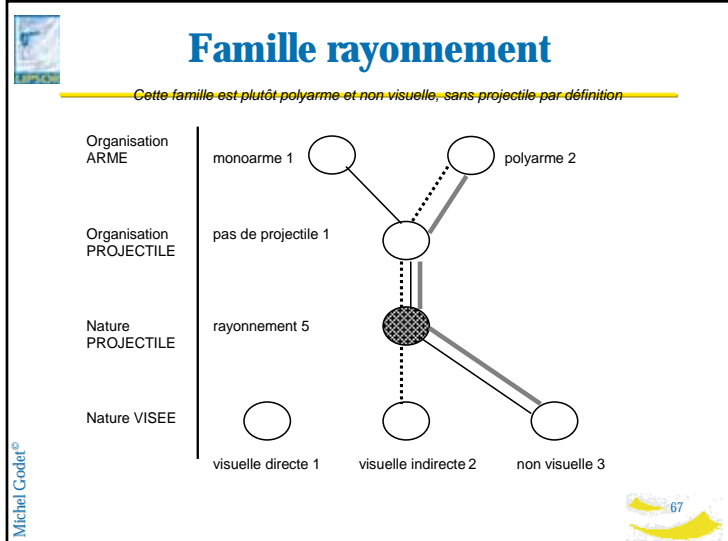 Famille rayonnement
Cette famille est plutôt polyarme et non visuelle, sans projectile par définition
Organisation
ARME
monoarme 1
polyarme 2
Organisation
PROJECTILE
pas de projectile 1
Nature
PROJECTILE
rayonnement 5
Nature VISEE
visuelle directe 1
visuelle indirecte 2
non visuelle 3
Michel Godet©
67
LIPSOR